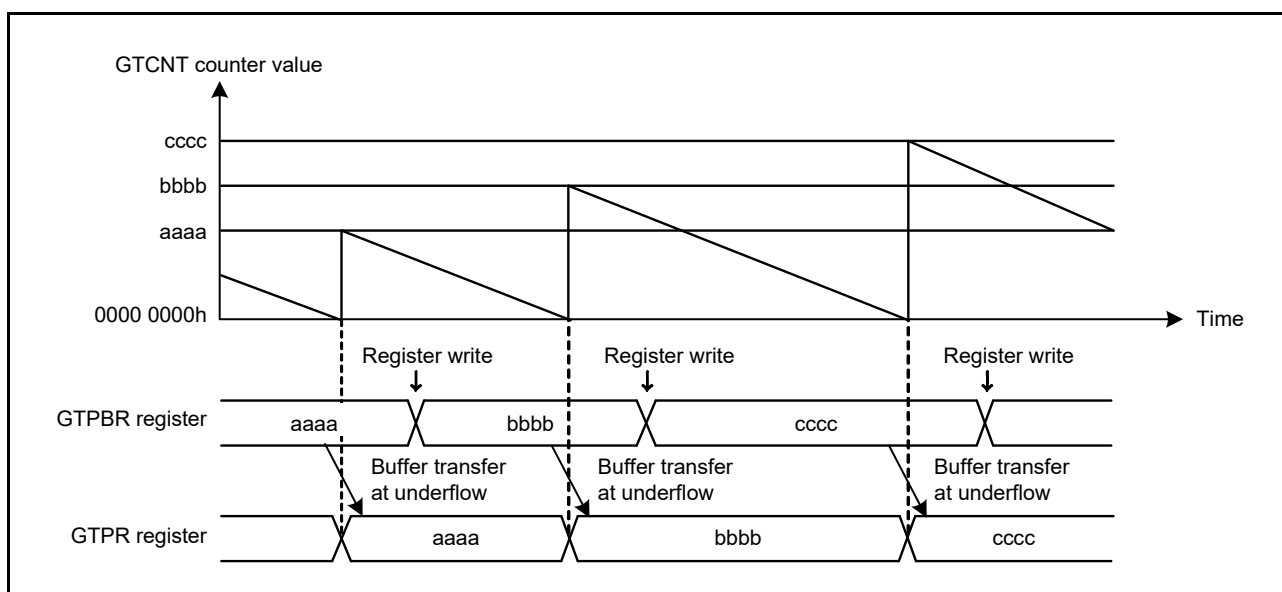 GTCNT counter value
cccc
bbbb
aaaa
0000 0000h
Time
Register write
Register write
Register write
GTPBR register
aaaa
bbbb
cccc
Buffer transfer
at underflow
Buffer transfer
at underflow
Buffer transfer
at underflow
GTPR register
aaaa
bbbb
cccc